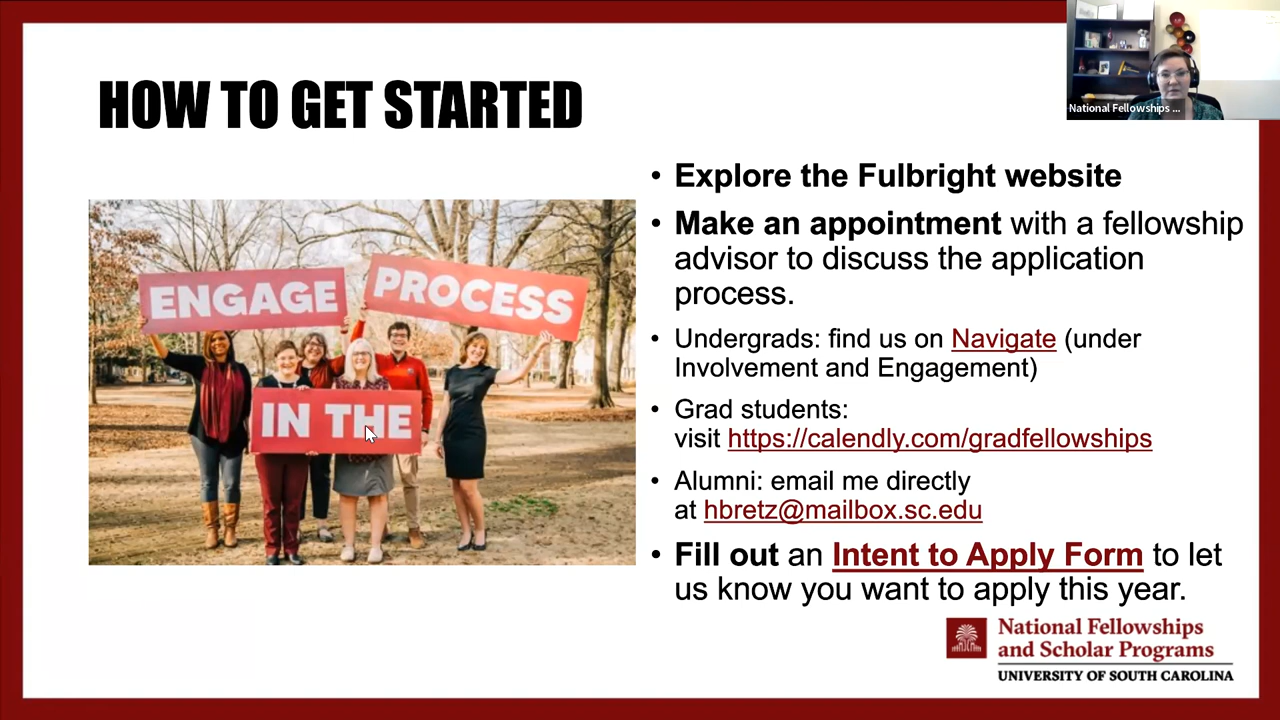 National Fellowships ...
HOW TO GET STARTED
ENGAGE
PROCESS
IN THE
• Explore the Fulbright website
• Make an appointment with a fellowship
advisor to discuss the application
process.
• Undergrads: find us on Navigate (under
Involvement and Engagement)
• Grad students:
visit https://calendly.com/gradfellowships
• Alumni: email me directly
at hbretz@mailbox.sc.edu
• Fill out an Intent to Apply Form to let
us know you want to apply this year.
National Fellowships
and Scholar Programs
UNIVERSITY OF SOUTH CAROLINA